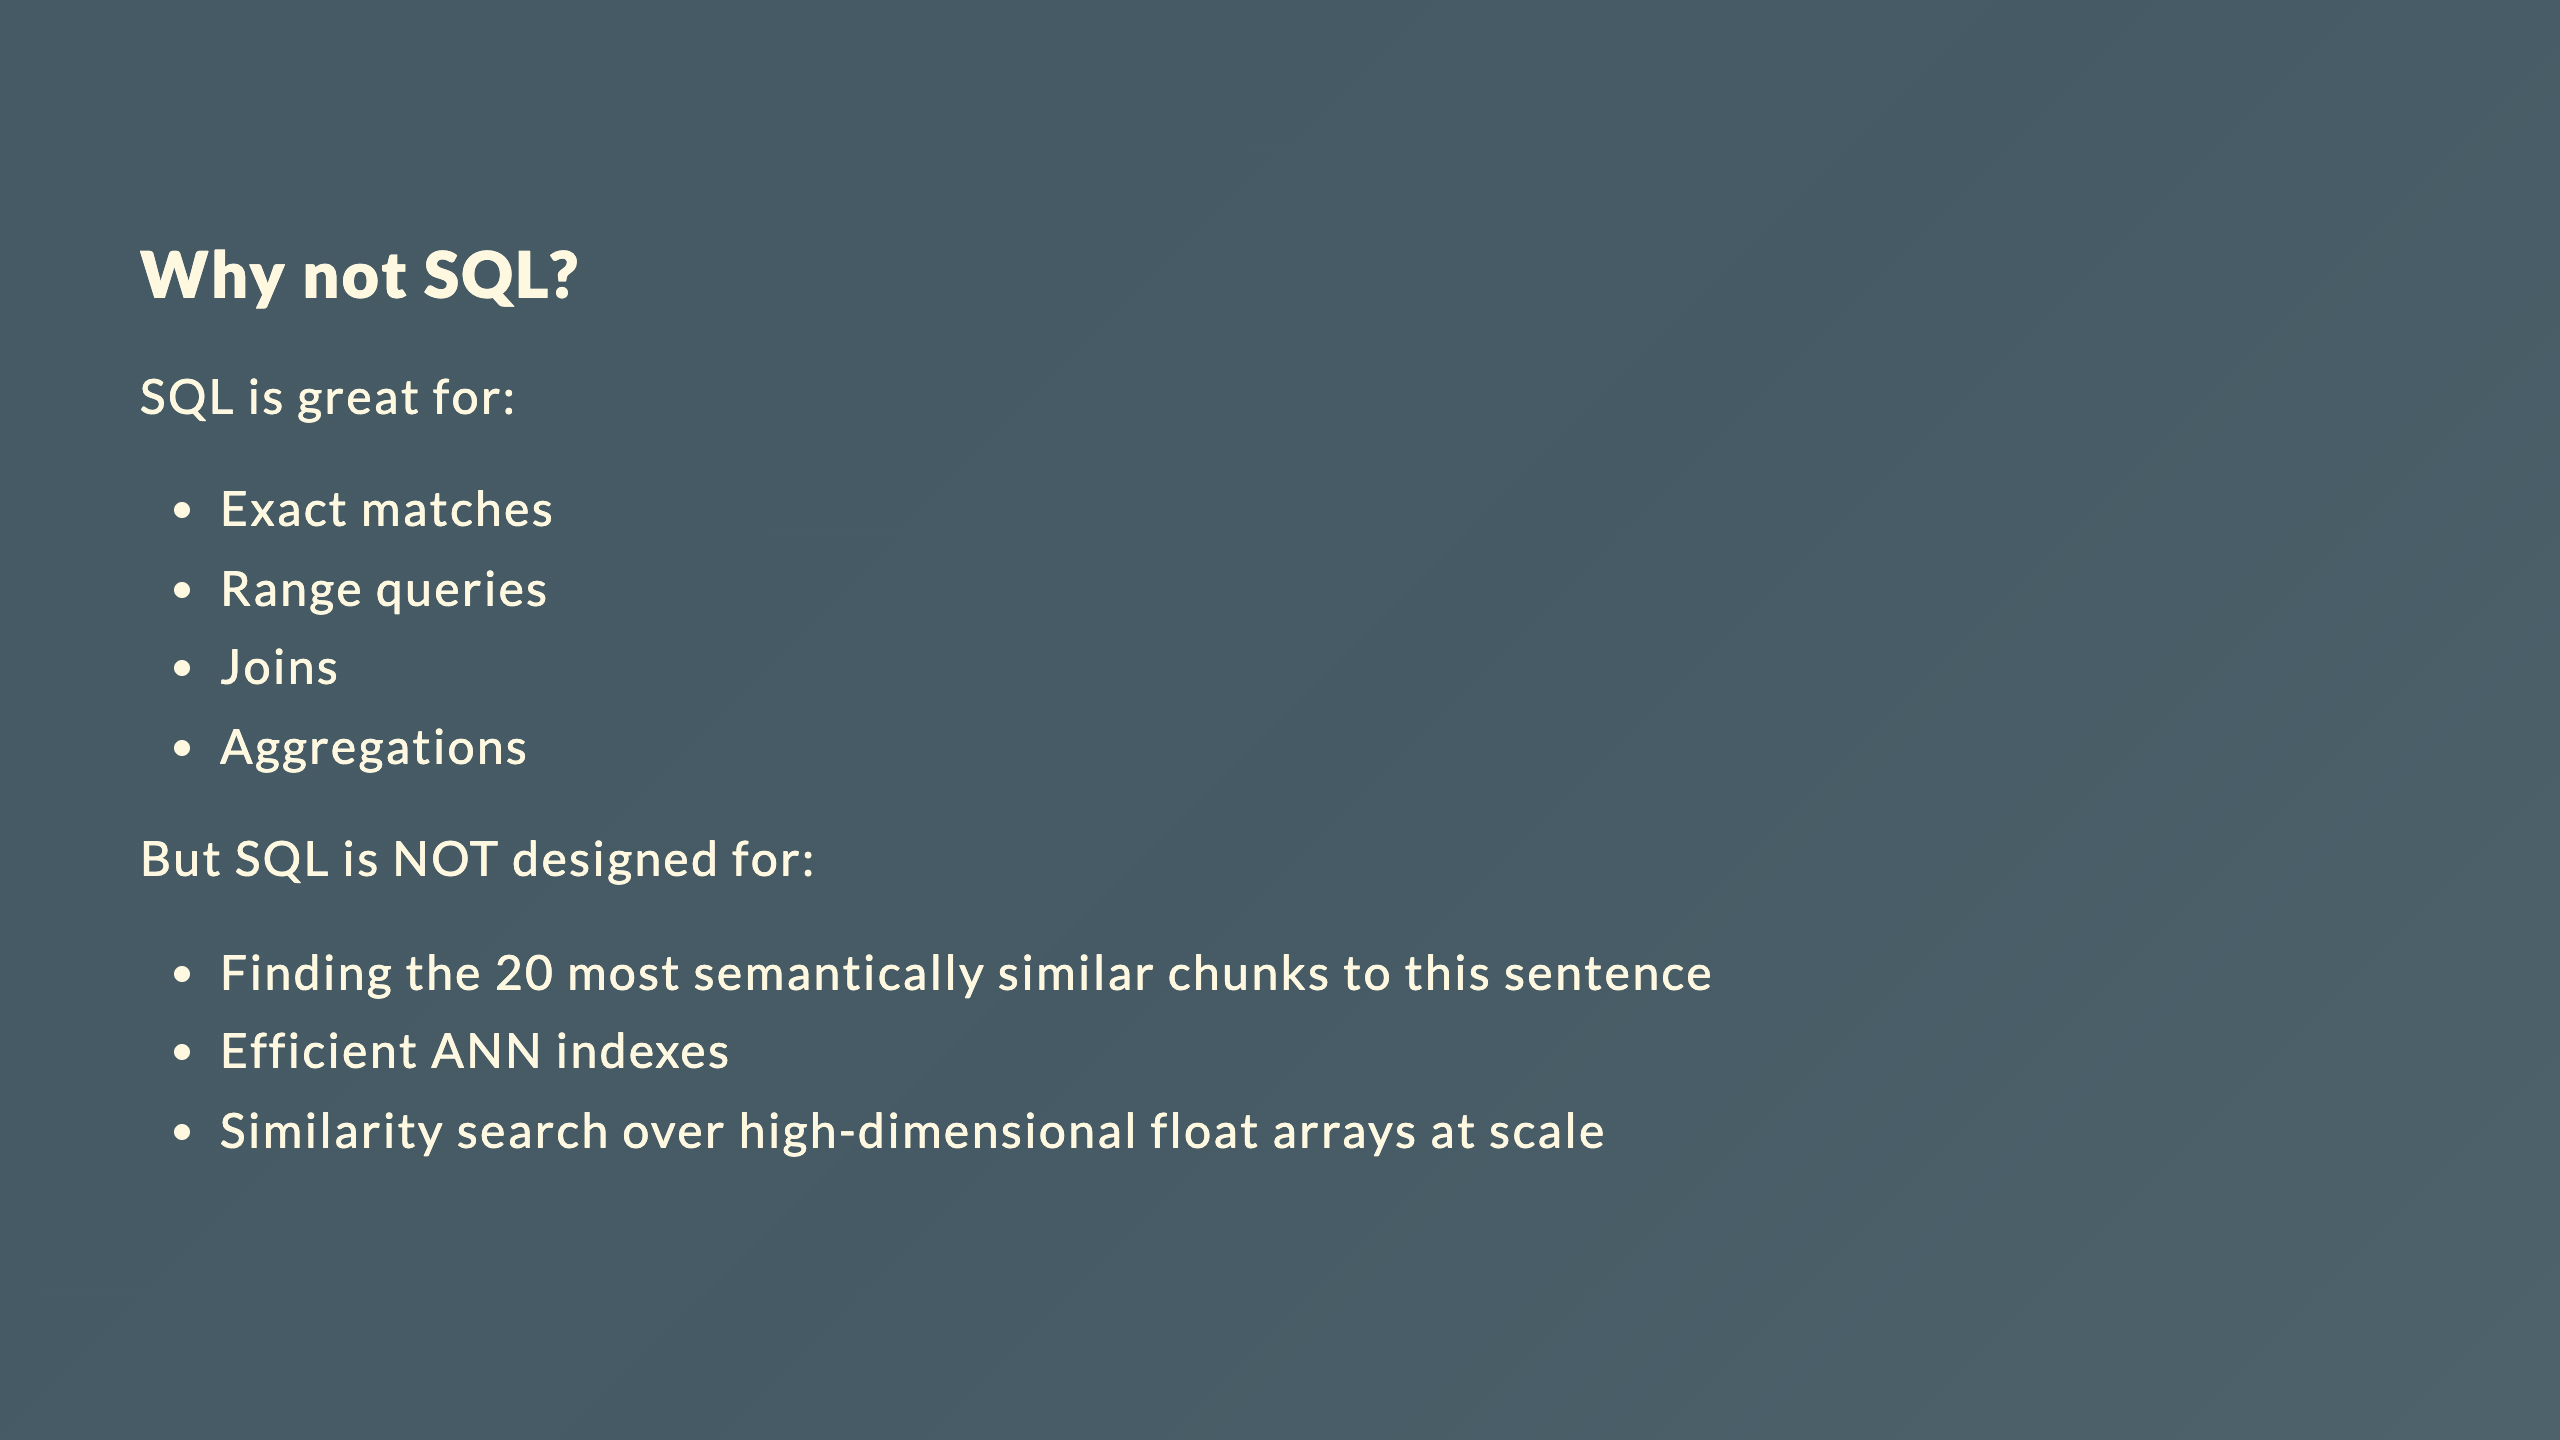 Why not SQL?
SQL is great for:
• Exact matches
• Range queries
• Joins
• Aggregations
But SQL is NOT designed for:
• Finding the 20 most semantically similar chunks to this sentence
• Efficient ANN indexes
• Similarity search over high-dimensional float arrays at scale